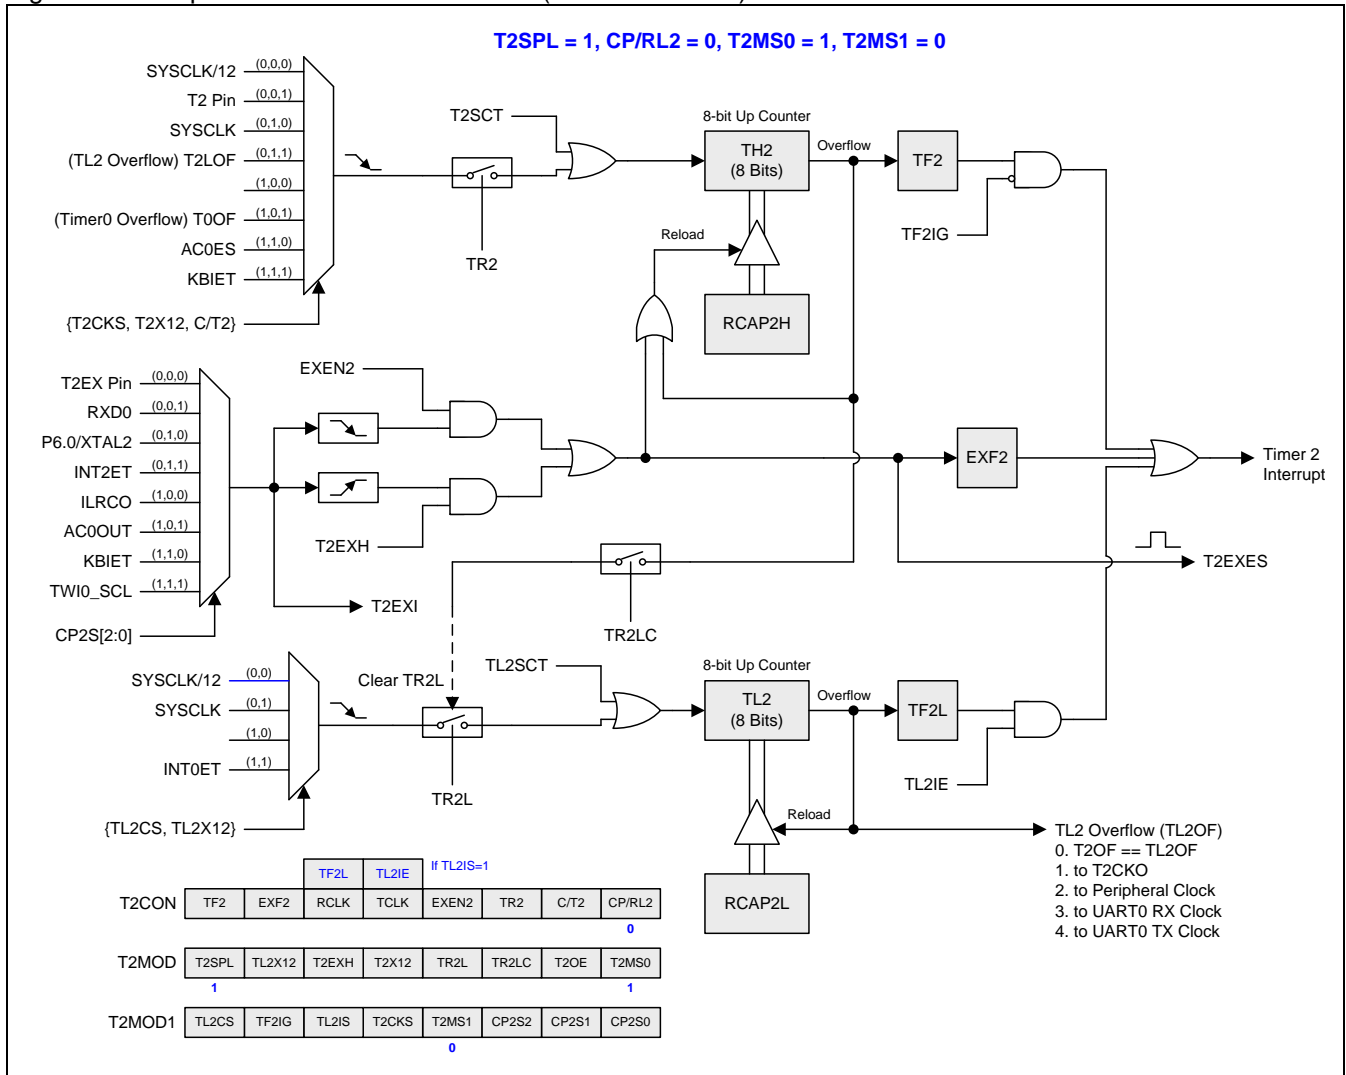 T2SPL = 1, CP/RL2 = 0, T2MS0 = 1, T2MS1 = 0
SYSCLK/12 (0,0,0)
T2 Pin (0,0,1)
SYSCLK (0,1,0)
(TL2 Overflow) T2LOF (0,1,1)
(1,0,0)
(Timer0 Overflow) T0OF (1,0,1)
AC0ES (1,1,0)
KBIET (1,1,1)
{T2CKS, T2X12, C/T2}
T2SCT
TR2
8-bit Up Counter
TH2
(8 Bits)
Overflow
TF2
TF2IG
Reload
RCAP2H
T2EX Pin (0,0,0)
RXD0 (0,0,1)
P6.0/XTAL2 (0,1,0)
INT2ET (0,1,1)
ILRCO (1,0,0)
AC0OUT (1,0,1)
KBIET (1,1,0)
TWI0_SCL (1,1,1)
CP2S[2:0]
EXEN2
T2EXH
T2EXI
EXF2
Timer 2
Interrupt
T2EXES
TR2LC
SYSCLK/12 (0,0)
SYSCLK (0,1)
(1,0)
INT0ET (1,1)
{TL2CS, TL2X12}
Clear TR2L
TR2L
TL2SCT
8-bit Up Counter
TL2
(8 Bits)
Overflow
TF2L
TL2IE
Reload
RCAP2L
TL2 Overflow (TL2OF)
0. T2OF == TL2OF
1. to T2CKO
2. to Peripheral Clock
3. to UART0 RX Clock
4. to UART0 TX Clock
TF2L TL2IE If TL2IS=1
T2CON TF2 EXF2 RCLK TCLK EXEN2 TR2 C/T2 CP/RL2
0
T2MOD T2SPL TL2X12 T2EXH T2X12 TR2L TR2LC T2OE T2MS0
1 1
T2MOD1 TL2CS TF2IG TL2IS T2CKS T2MS1 CP2S2 CP2S1 CP2S0
0